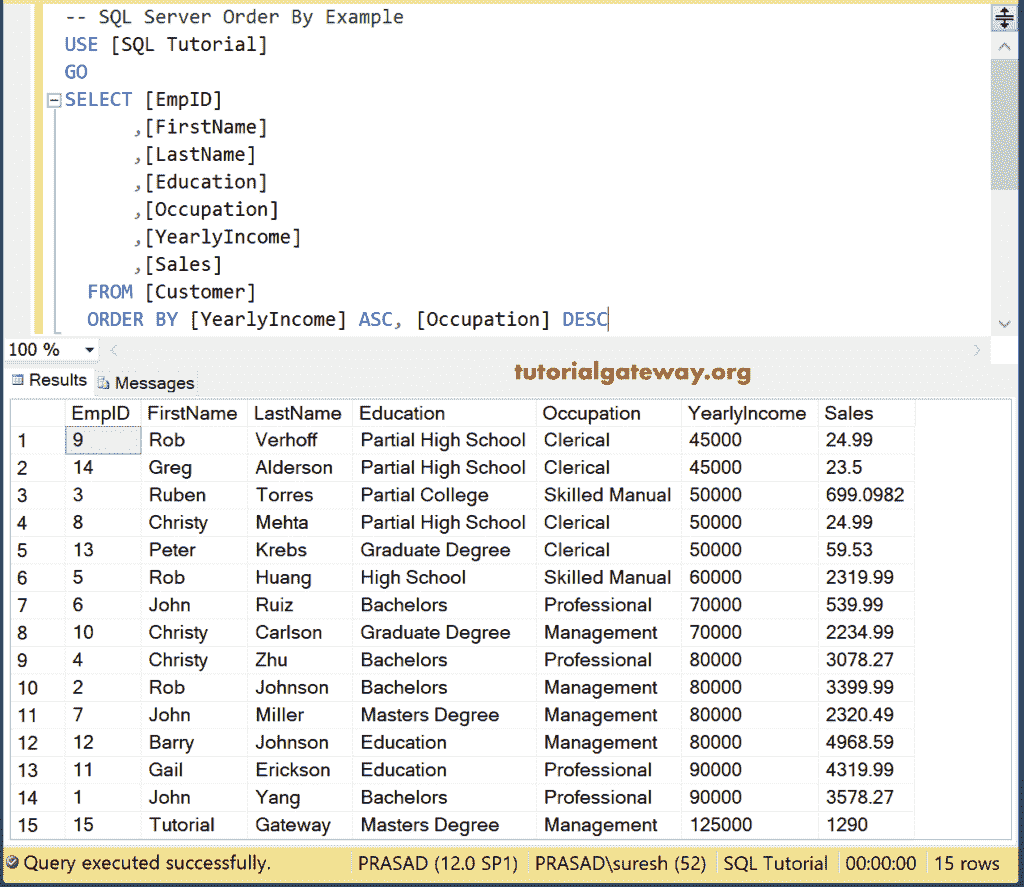 -- SQL Server Order By Example
USE [SQL Tutorial]
GO
SELECT [EmpID]
,[FirstName]
,[LastName]
,[Education]
,[Occupation]
,[YearlyIncome]
,[Sales]
FROM [Customer]
ORDER BY [YearlyIncome] ASC, [Occupation] DESC
100 %
tutorialgateway.org
Results Messages
EmpID FirstName LastName Education Occupation YearlyIncome Sales
1 9 Rob Verhoff Partial High School Clerical 45000 24.99
2 14 Greg Alderson Partial High School Clerical 45000 23.5
3 3 Ruben Torres Partial College Skilled Manual 50000 699.0982
4 8 Christy Mehta Partial High School Clerical 50000 24.99
5 13 Peter Krebs Graduate Degree Clerical 50000 59.53
6 5 Rob Huang High School Skilled Manual 60000 2319.99
7 6 John Ruiz Bachelors Professional 70000 539.99
8 10 Christy Carlson Graduate Degree Management 70000 2234.99
9 4 Christy Zhu Bachelors Professional 80000 3078.27
10 2 Rob Johnson Bachelors Management 80000 3399.99
11 7 John Miller Masters Degree Management 80000 2320.49
12 12 Barry Johnson Education Management 80000 4968.59
13 11 Gail Erickson Education Professional 90000 4319.99
14 1 John Yang Bachelors Professional 90000 3578.27
15 15 Tutorial Gateway Masters Degree Management 125000 1290
Query executed successfully. PRASAD (12.0 SP1) PRASAD\suresh (52) SQL Tutorial 00:00:00 15 rows